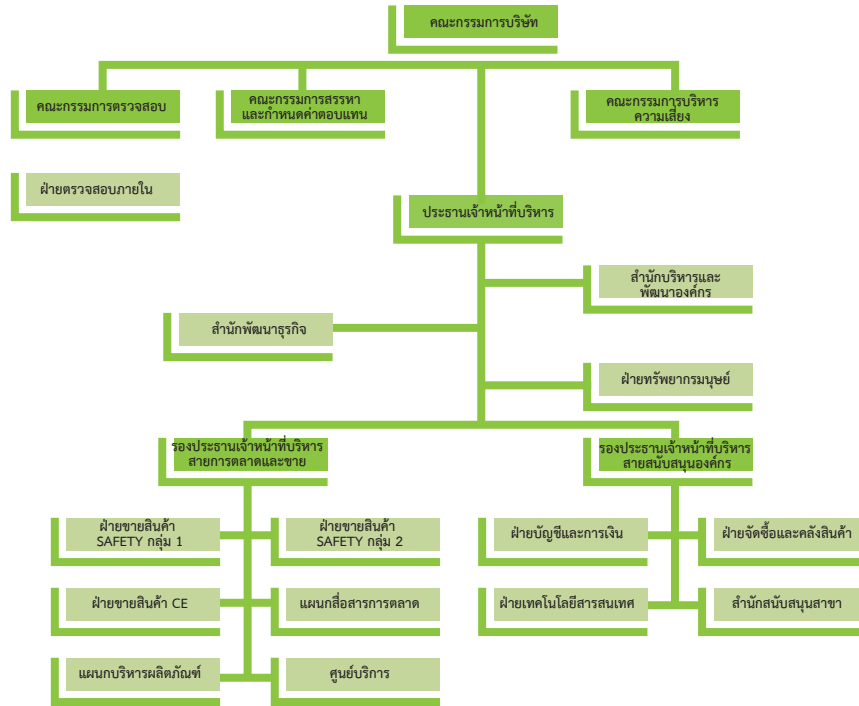 คณะกรรมการบริษัท
คณะกรรมการตรวจสอบ
คณะกรรมการสรรหา
และกำหนดค่าตอบแทน
คณะกรรมการบริหาร
ความเสี่ยง
ฝ่ายตรวจสอบภายใน
ประธานเจ้าหน้าที่บริหาร
สำนักบริหารและ
พัฒนาองค์กร
สำนักพัฒนาธุรกิจ
ฝ่ายทรัพยากรมนุษย์
รองประธานเจ้าหน้าที่บริหาร
สายการตลาดและขาย
รองประธานเจ้าหน้าที่บริหาร
สายสนับสนุนองค์กร
ฝ่ายขายสินค้า
SAFETY กลุ่ม 1
ฝ่ายขายสินค้า
SAFETY กลุ่ม 2
ฝ่ายบัญชีและการเงิน
ฝ่ายจัดซื้อและคลังสินค้า
ฝ่ายขายสินค้า CE
แผนกสื่อสารการตลาด
ฝ่ายเทคโนโลยีสารสนเทศ
สำนักสนับสนุนสาขา
แผนกบริหารผลิตภัณฑ์
ศูนย์บริการ